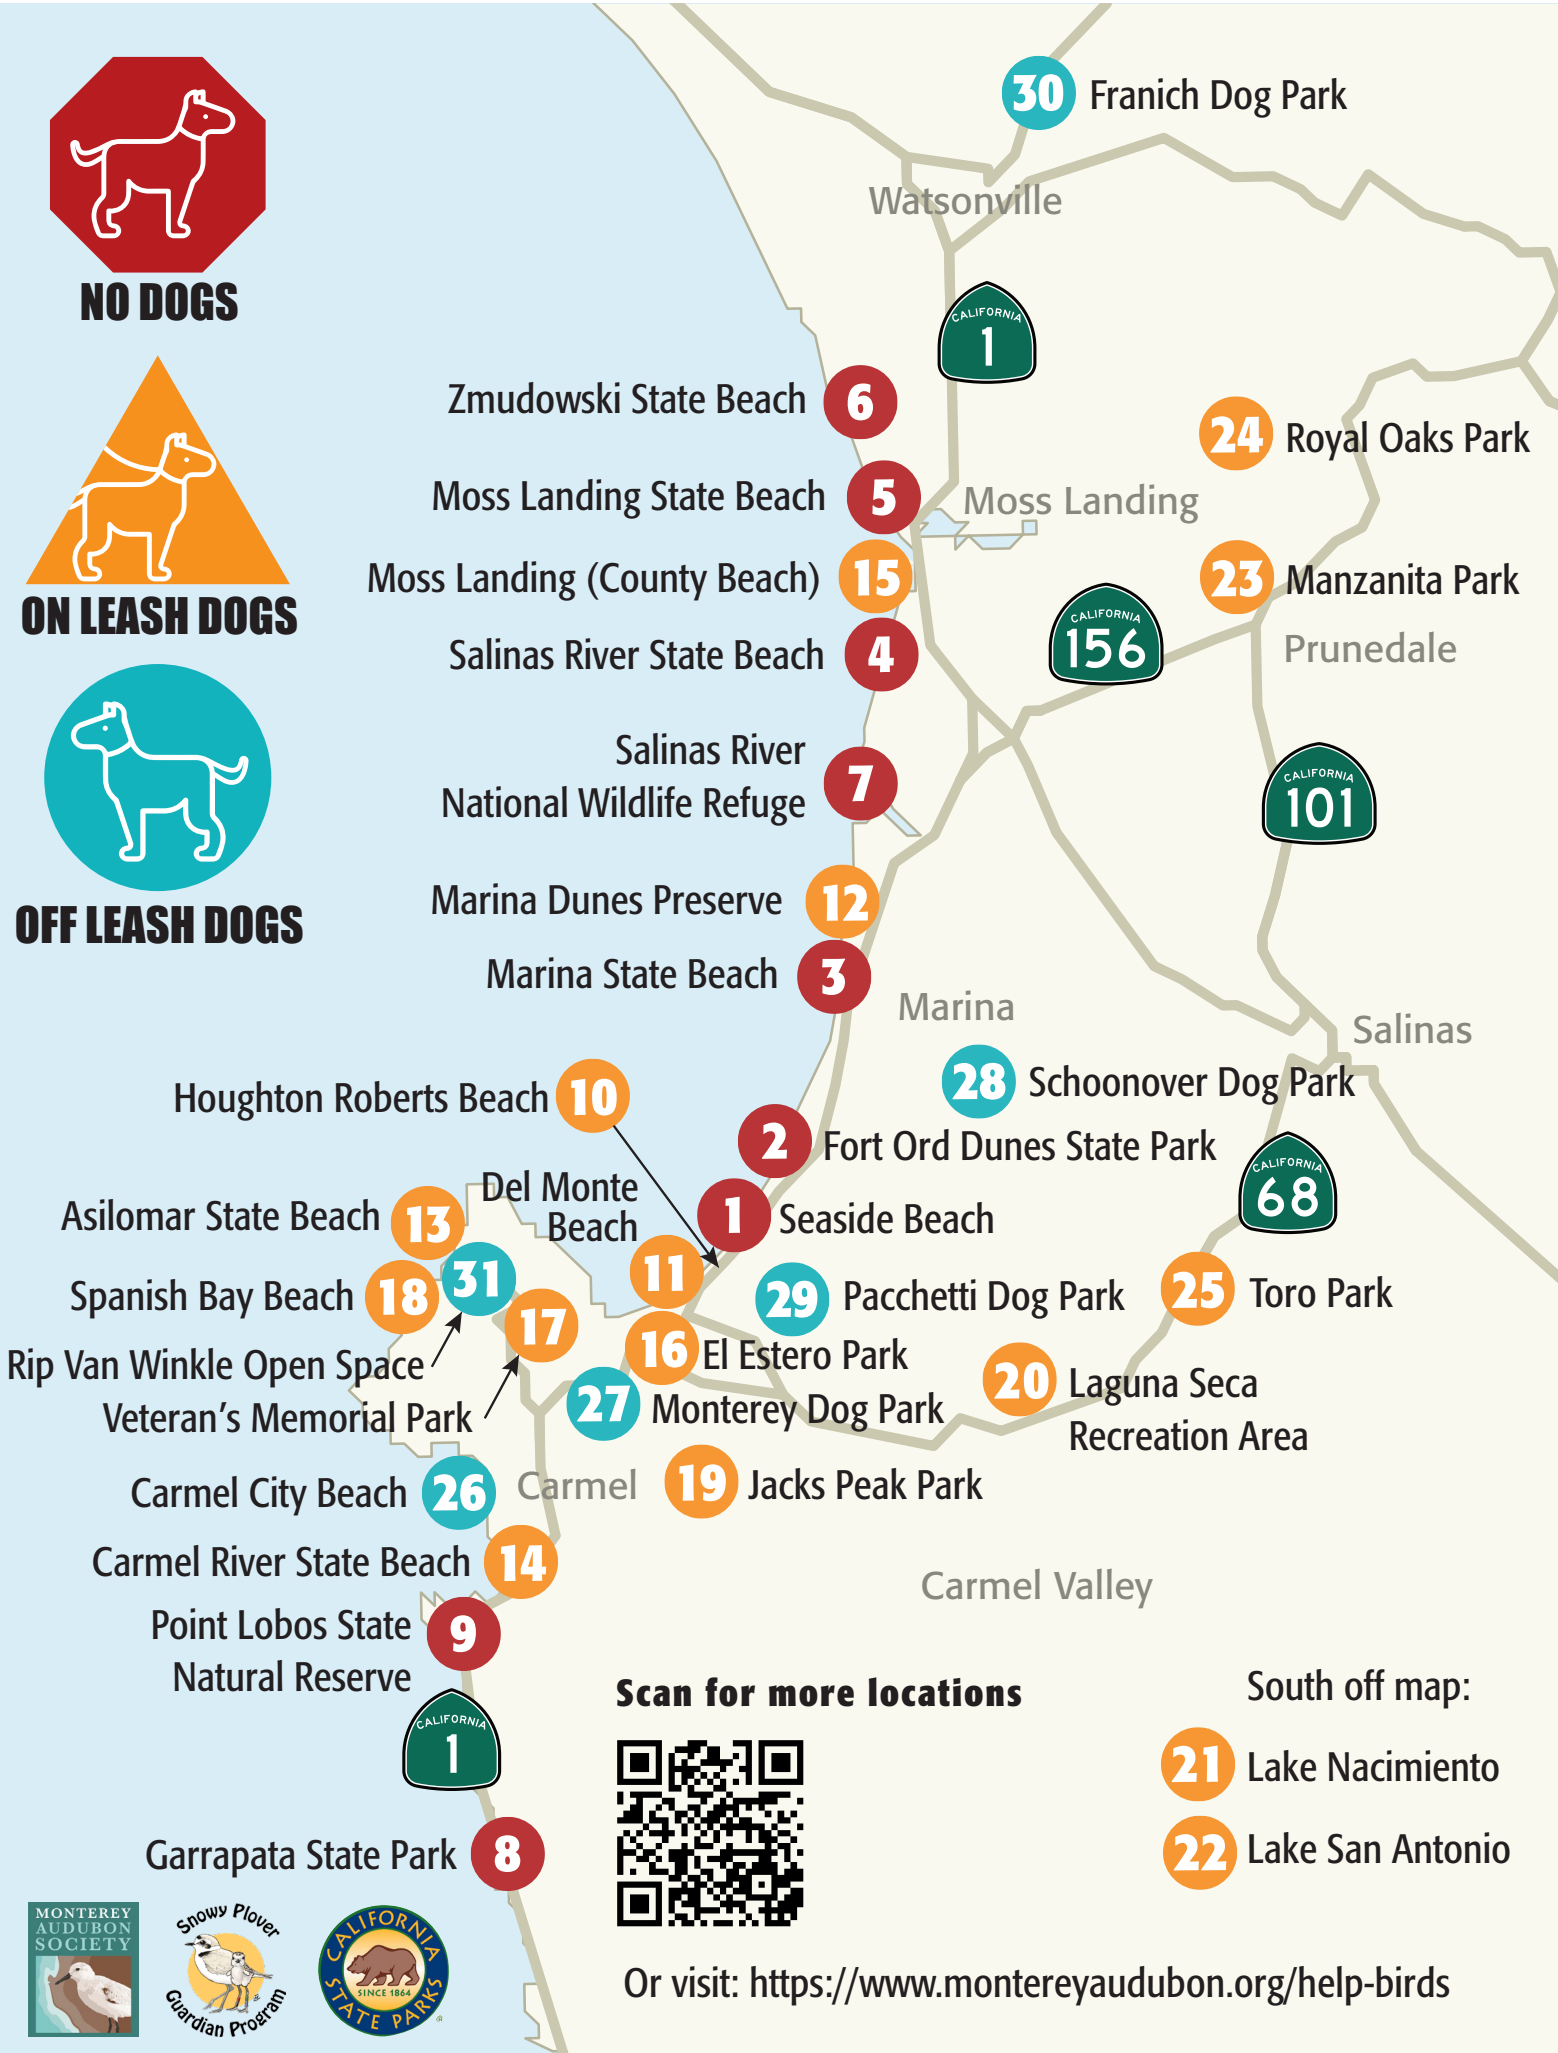 30 Franich Dog Park
Watsonville
NO DOGS
CALIFORNIA
1
Zmudowski State Beach 6
24 Royal Oaks Park
Moss Landing State Beach 5
Moss Landing
Moss Landing (County Beach) 15
23 Manzanita Park
ON LEASH DOGS
CALIFORNIA
156
Salinas River State Beach 4
Prunedale
Salinas River
National Wildlife Refuge
7
CALIFORNIA
101
Marina Dunes Preserve 12
OFF LEASH DOGS
Marina State Beach 3
Marina
Salinas
28 Schoonover Dog Park
Houghton Roberts Beach 10
2 Fort Ord Dunes State Park
CALIFORNIA
68
Del Monte
Beach
11
Asilomar State Beach 13
1 Seaside Beach
31
Spanish Bay Beach 18
29 Pacchetti Dog Park
25 Toro Park
17
16 El Estero Park
Rip Van Winkle Open Space
20 Laguna Seca
Recreation Area
Veteran's Memorial Park
27 Monterey Dog Park
Carmel City Beach 26
Carmel
19 Jacks Peak Park
Carmel River State Beach 14
Carmel Valley
Point Lobos State
Natural Reserve
9
CALIFORNIA
1
Scan for more locations
South off map:
21 Lake Nacimiento
22 Lake San Antonio
Garrapata State Park 8
MONTEREY
AUDUBON
SOCIETY
Snowy Plover
Guardian Program
CALIFORNIA
STATE PARKS
SINCE 1864
®
Or visit: https://www.montereyaudubon.org/help-birds